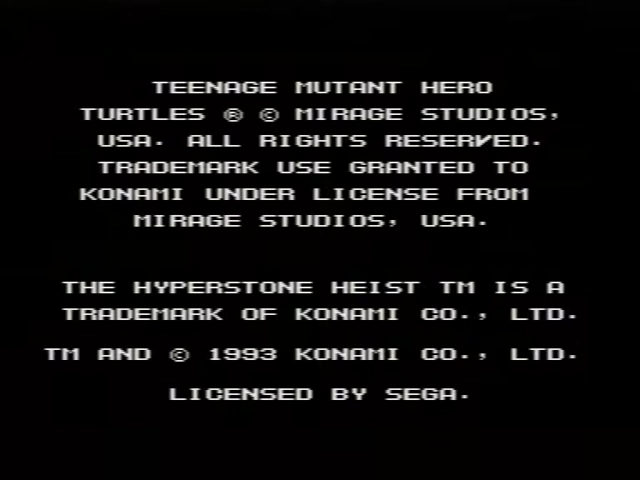 TEENAGE MUTANT HERO
TURTLES ® © MIRAGE STUDIOS,
USA. ALL RIGHTS RESERVED.
TRADEMARK USE GRANTED TO
KONAMI UNDER LICENSE FROM
MIRAGE STUDIOS, USA.
THE HYPERSTONE HEIST TM IS A
TRADEMARK OF KONAMI CO., LTD.
TM AND © 1993 KONAMI CO., LTD.
LICENSED BY SEGA.